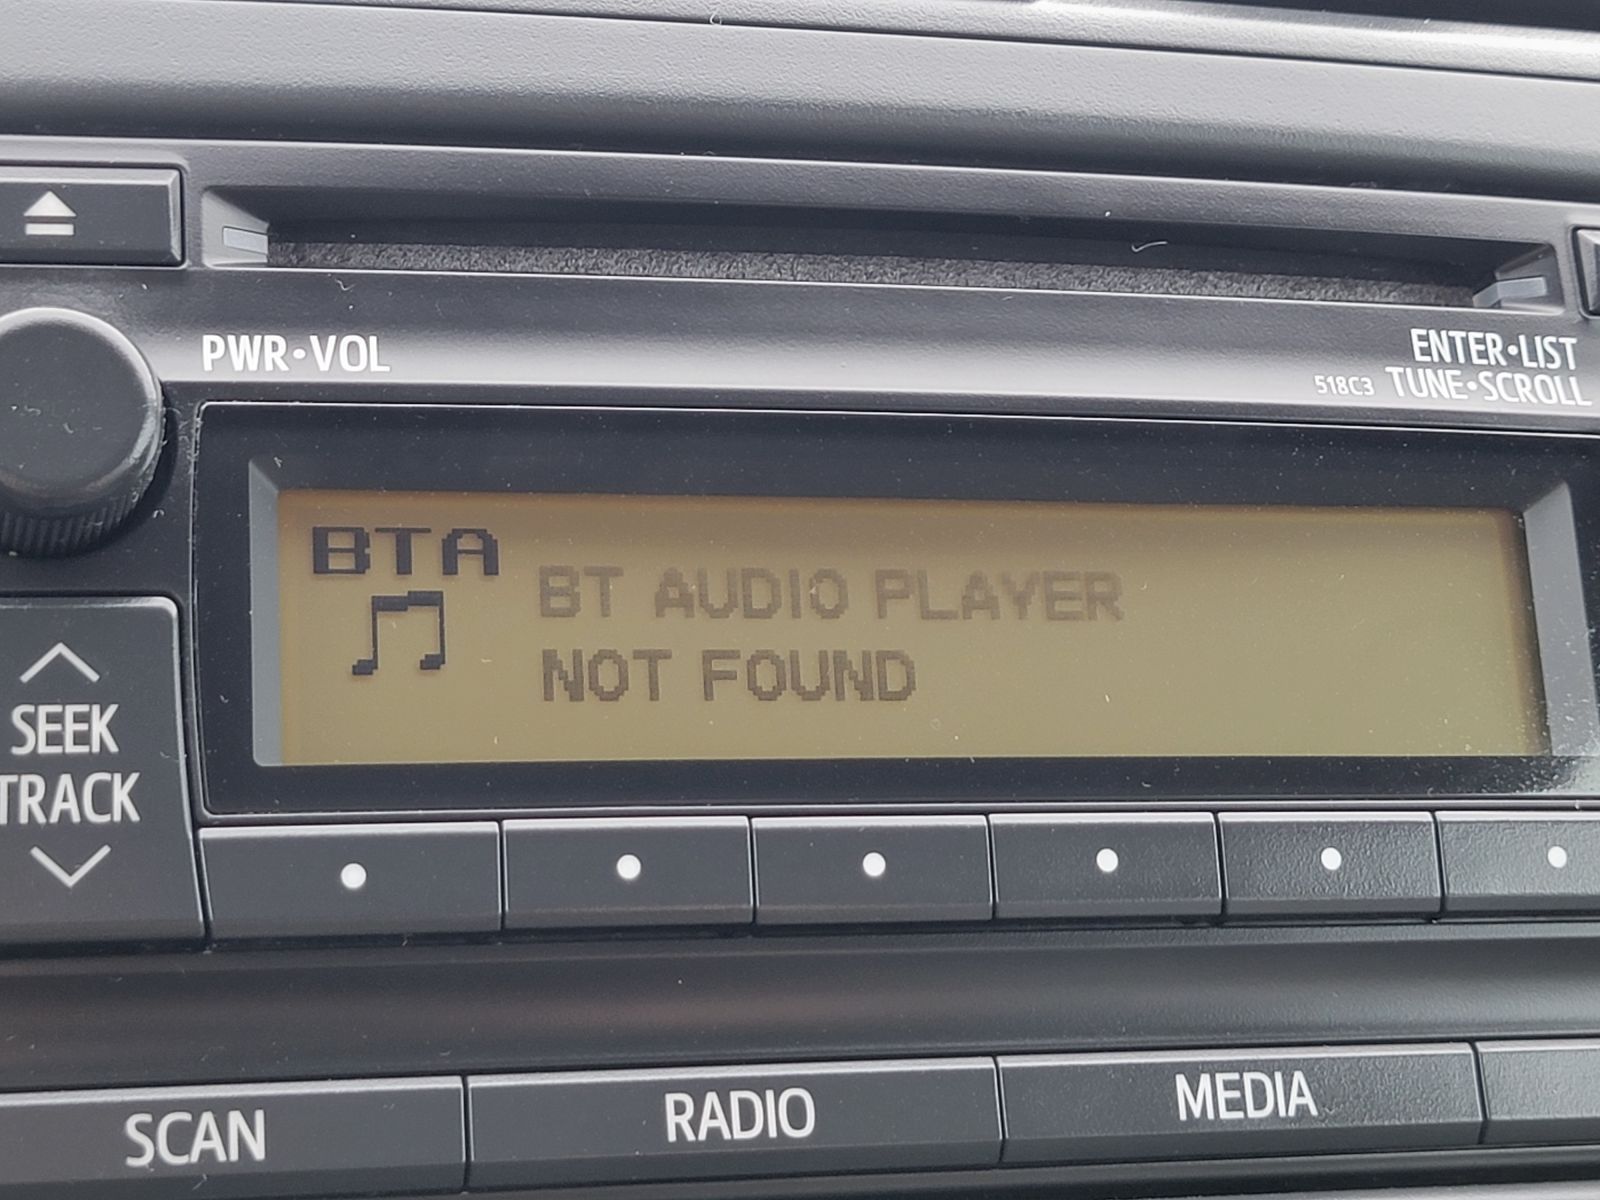 PWR•VOL
ENTER•LIST
518C3 TUNE•SCROLL
BTA
BT AUDIO PLAYER
NOT FOUND
SEEK
TRACK
SCAN
RADIO
MEDIA